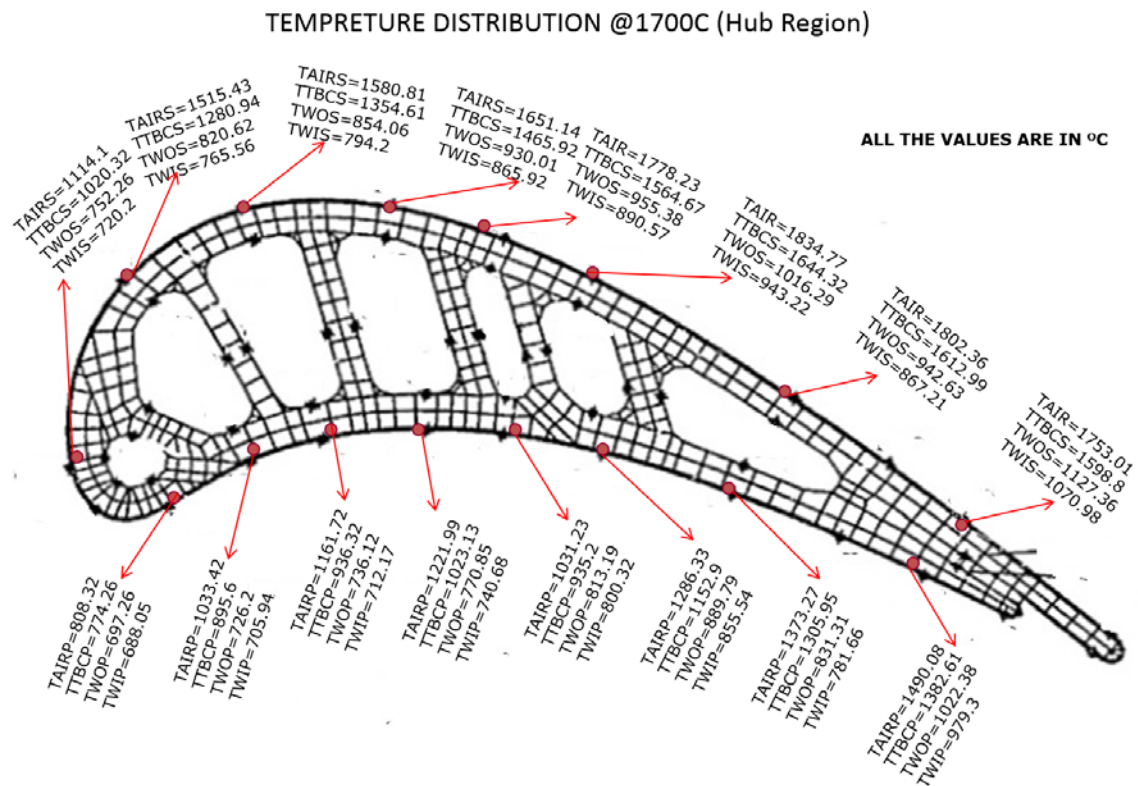 TEMPRETURE DISTRIBUTION @1700C (Hub Region)
ALL THE VALUES ARE IN ºC
TAIRS=1114.1
TTBCS=1020.32
TWOS=752.26
TWIS=720.2
TAIRS=1515.43
TTBCS=1280.94
TWOS=820.62
TWIS=765.56
TAIRS=1580.81
TTBCS=1354.61
TWOS=854.06
TWIS=794.2
TAIRS=1651.14
TTBCS=1465.92
TWOS=930.01
TWIS=865.92
TAIR=1778.23
TTBCS=1564.67
TWOS=955.38
TWIS=890.57
TAIR=1834.77
TTBCS=1644.32
TWOS=1016.29
TWIS=943.22
TAIR=1802.36
TTBCS=1612.99
TWOS=942.63
TWIS=867.21
TAIR=1753.01
TTBCS=1598.8
TWOS=1127.36
TWIS=1070.98
TAIRP=808.32
TTBCP=774.26
TWOP=697.26
TWIP=688.05
TAIRP=1033.42
TTBCP=895.6
TWOP=726.2
TWIP=705.94
TAIRP=1161.72
TTBCP=936.32
TWOP=736.12
TWIP=712.17
TAIRP=1221.99
TTBCP=1023.13
TWOP=770.85
TWIP=740.68
TAIRP=1031.23
TTBCP=935.2
TWOP=813.19
TWIP=800.32
TAIRP=1286.33
TTBCP=1152.9
TWOP=889.79
TWIP=855.54
TAIRP=1373.27
TTBCP=1305.95
TWOP=831.31
TWIP=781.66
TAIRP=1490.08
TTBCP=1382.61
TWOP=1022.38
TWIP=979.3